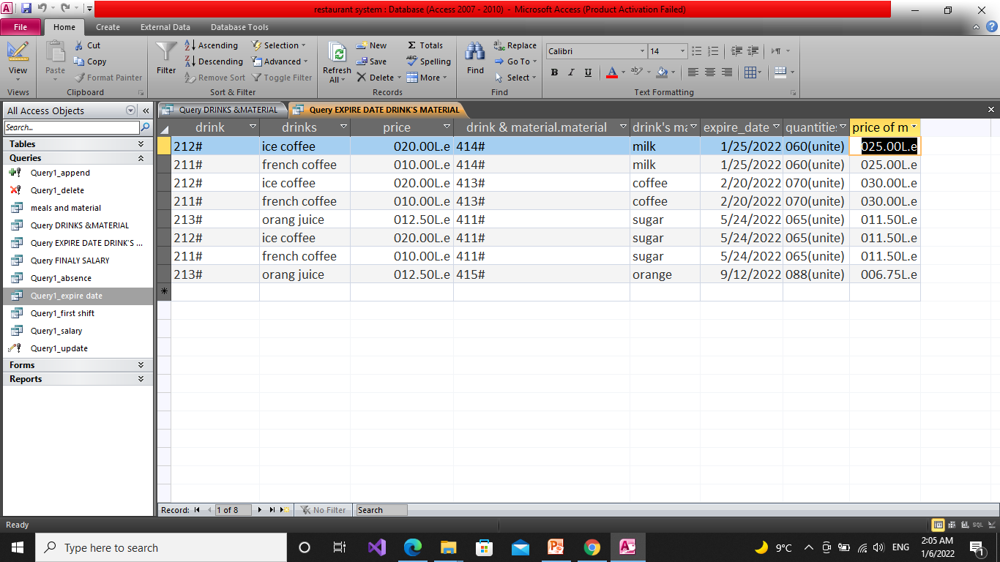 restaurant system : Database (Access 2007 - 2010) - Microsoft Access (Product Activation Failed)
File Home Create External Data Database Tools
View
Views
Paste
Cut
Copy
Format Painter
Clipboard
Filter
Ascending
Descending
Remove Sort
Selection
Advanced
Toggle Filter
Sort & Filter
Refresh All
New
Save
Delete
Totals
Spelling
More
Records
Find
Replace
Go To
Select
Find
Calibri 14
B I U A ab
Text Formatting
All Access Objects
Search...
Tables
Queries
Query1_append
Query1_delete
meals and material
Query DRINKS &MATERIAL
Query EXPIRE DATE DRINK'S ...
Query FINALY SALARY
Query1_absence
Query1_expire date
Query1_first shift
Query1_salary
Query1_update
Forms
Reports
Query DRINKS &MATERIAL Query EXPIRE DATE DRINK'S MATERIAL
drink drinks price drink & material.material drink's ma expire_date quantities price of m
212# ice coffee 020.00L.e 414# milk 1/25/2022 060(unite) 025.00L.e
211# french coffee 010.00L.e 414# milk 1/25/2022 060(unite) 025.00L.e
212# ice coffee 020.00L.e 413# coffee 2/20/2022 070(unite) 030.00L.e
211# french coffee 010.00L.e 413# coffee 2/20/2022 070(unite) 030.00L.e
213# orang juice 012.50L.e 411# sugar 5/24/2022 065(unite) 011.50L.e
212# ice coffee 020.00L.e 411# sugar 5/24/2022 065(unite) 011.50L.e
211# french coffee 010.00L.e 411# sugar 5/24/2022 065(unite) 011.50L.e
213# orang juice 012.50L.e 415# orange 9/12/2022 088(unite) 006.75L.e
Record: 1 of 8 No Filter Search
Ready
SQL
Type here to search
9°C ENG 2:05 AM
1/6/2022
1